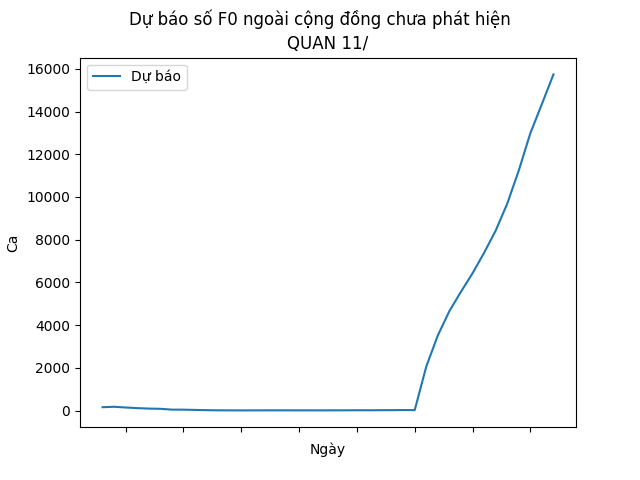 Dự báo số F0 ngoài cộng đồng chưa phát hiện
QUAN 11/
Dự báo
16000
14000
12000
10000
8000
6000
4000
2000
0
Ca
Ngày